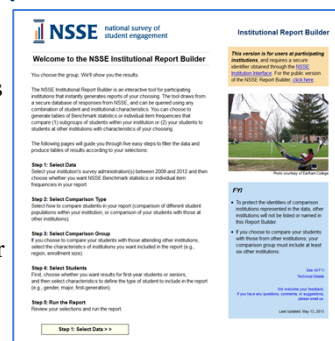 NSSE national survey of
student engagement
Institutional Report Builder
Welcome to the NSSE Institutional Report Builder
You choose the group. We'll show you the results.
The NSSE Institutional Report Builder is an interactive tool for participating
institutions that instantly generates reports of your choosing. The tool draws from
a secure database of responses from NSSE, and can be queried using any
combination of student and institutional characteristics. You can choose to
generate tables of Benchmark statistics or individual item frequencies that
compare (1) subgroups of students within your institution or (2) your students to
students at other institutions with characteristics of your choosing.
The following pages will guide you through five easy steps to filter the data and
produce tables of results according to your selections:
Step 1: Select Data
Select your institution's survey administration(s) between 2009 and 2012 and then
choose whether you want NSSE Benchmark statistics or individual item
frequencies in your report.
Step 2: Select Comparison Type
Select how to compare students in your report (comparison of different student
populations within your institution, or comparison of your students with those at
other institutions).
Step 3: Select Comparison Group
If you choose to compare your students with those attending other institutions,
select the characteristics of institutions you want included in the report (e.g.,
region, enrollment size).
Step 4: Select Students
First, choose whether you want results for first-year students or seniors,
and then select characteristics to define the type of student to include in the report
(e.g., gender, major, first-generation).
Step 5: Run the Report
Review your selections and run the report.
Step 1: Select Data > >
This version is for users at participating
institutions, and requires a secure
identifier obtained through the NSSE
Institution Interface. For the public version
of the NSSE Report Builder, click here.
Photo courtesy of Earlham College
FYI
• To protect the identities of comparison
institutions represented in the data, other
institutions will not be listed or named in
this Report Builder.
• If you choose to compare your students
with those from other institutions, your
comparison group must include at least
six other institutions.
See IRB FYI
Technical Details
We welcome your feedback.
If you have any questions, comments, or suggestions,
please email us.
Last updated: May 13, 2013
s
r